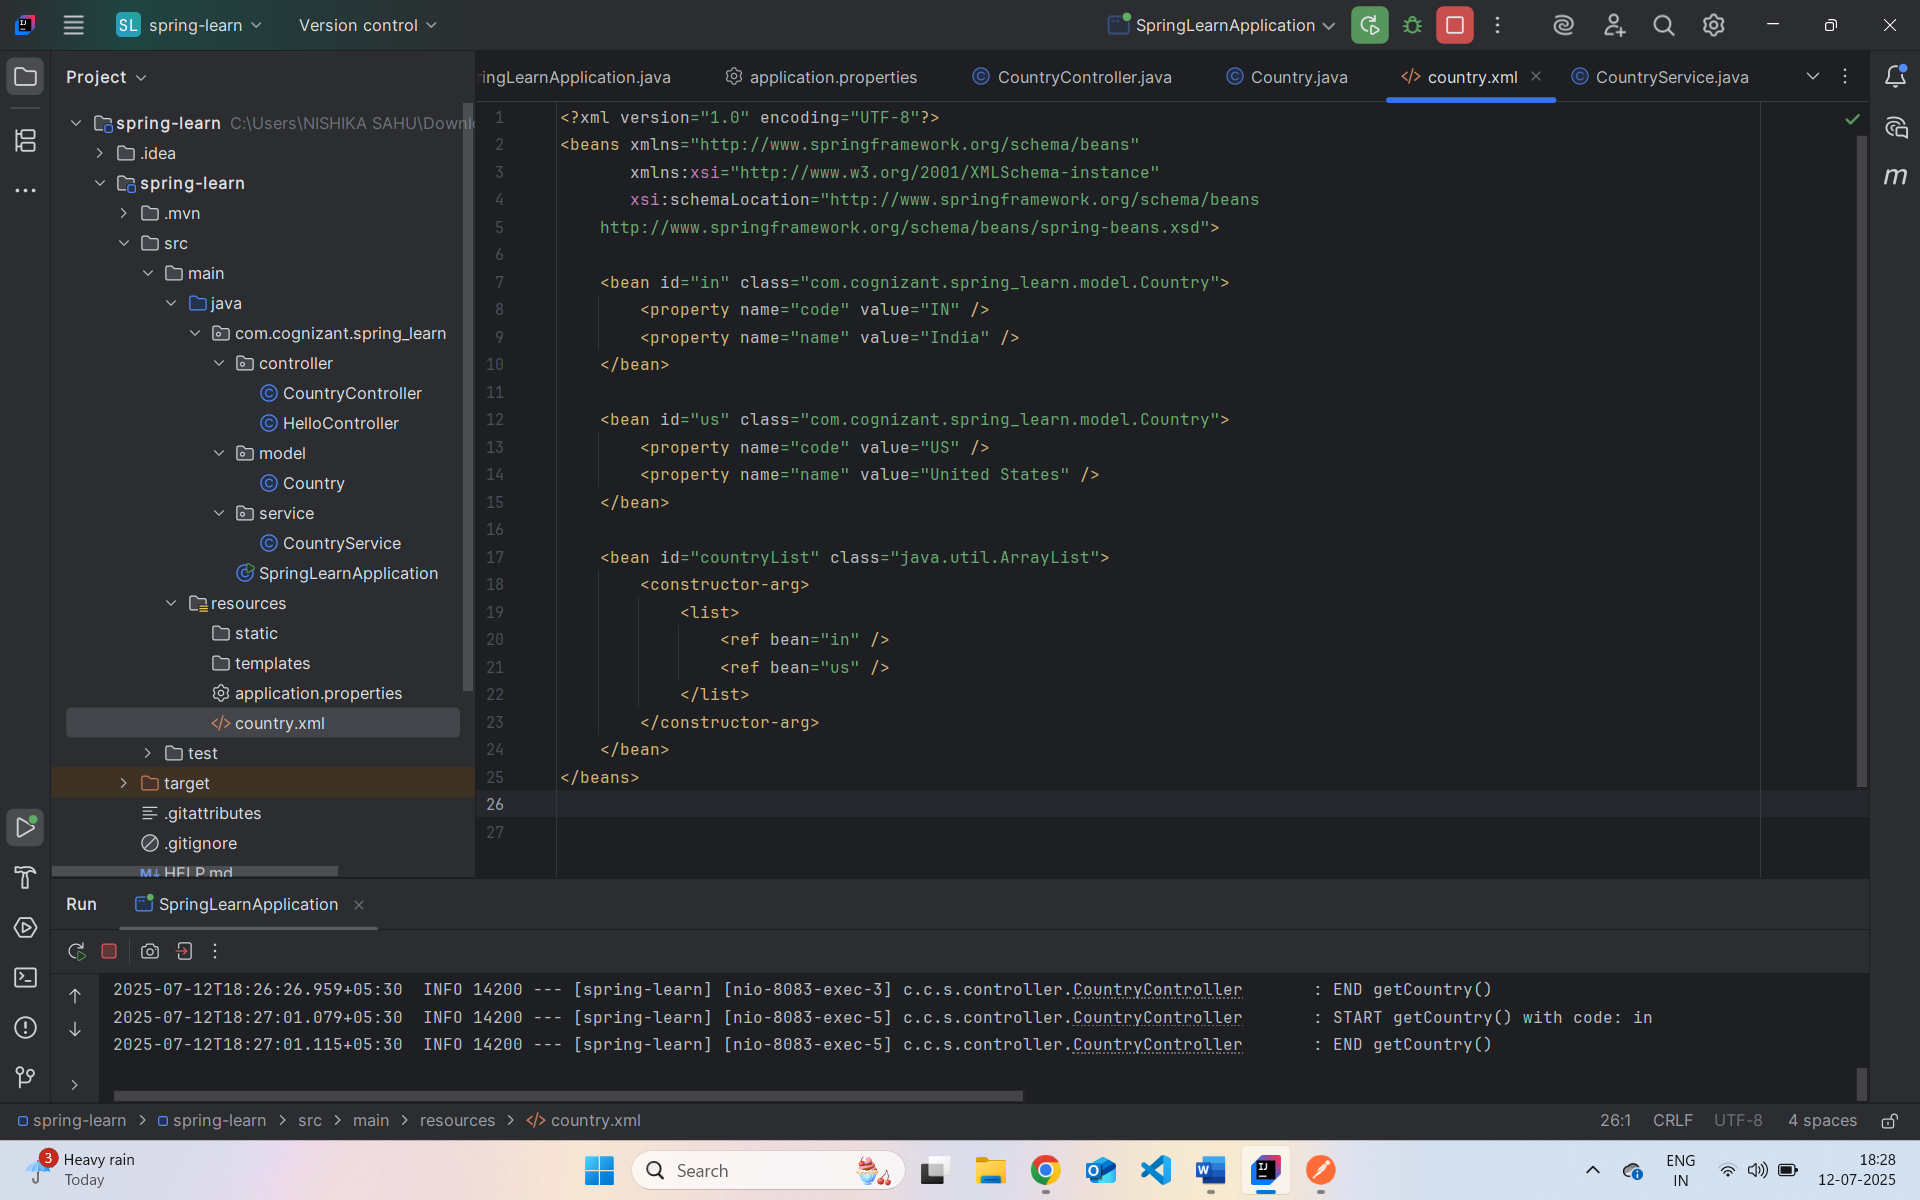 SL spring-learn Version control SpringLearnApplication
Project
ringLearnApplication.java application.properties CountryController.java Country.java country.xml CountryService.java
spring-learn C:\Users\NISHIKA SAHU\Downl
.idea
spring-learn
.mvn
src
main
java
com.cognizant.spring_learn
controller
CountryController
HelloController
model
Country
service
CountryService
SpringLearnApplication
resources
static
templates
application.properties
country.xml
test
target
.gitattributes
.gitignore
HELP.md
1 <?xml version="1.0" encoding="UTF-8"?>
2 <beans xmlns="http://www.springframework.org/schema/beans"
3 xmlns:xsi="http://www.w3.org/2001/XMLSchema-instance"
4 xsi:schemaLocation="http://www.springframework.org/schema/beans
5 http://www.springframework.org/schema/beans/spring-beans.xsd">
6
7 <bean id="in" class="com.cognizant.spring_learn.model.Country">
8 <property name="code" value="IN" />
9 <property name="name" value="India" />
10 </bean>
11
12 <bean id="us" class="com.cognizant.spring_learn.model.Country">
13 <property name="code" value="US" />
14 <property name="name" value="United States" />
15 </bean>
16
17 <bean id="countryList" class="java.util.ArrayList">
18 <constructor-arg>
19 <list>
20 <ref bean="in" />
21 <ref bean="us" />
22 </list>
23 </constructor-arg>
24 </bean>
25 </beans>
26
27
Run SpringLearnApplication
2025-07-12T18:26:26.959+05:30 INFO 14200 --- [spring-learn] [nio-8083-exec-3] c.c.s.controller.CountryController : END getCountry()
2025-07-12T18:27:01.079+05:30 INFO 14200 --- [spring-learn] [nio-8083-exec-5] c.c.s.controller.CountryController : START getCountry() with code: in
2025-07-12T18:27:01.115+05:30 INFO 14200 --- [spring-learn] [nio-8083-exec-5] c.c.s.controller.CountryController : END getCountry()
spring-learn > spring-learn > src > main > resources > country.xml 26:1 CRLF UTF-8 4 spaces
3 Heavy rain
Today
Search
ENG
IN
18:28
12-07-2025